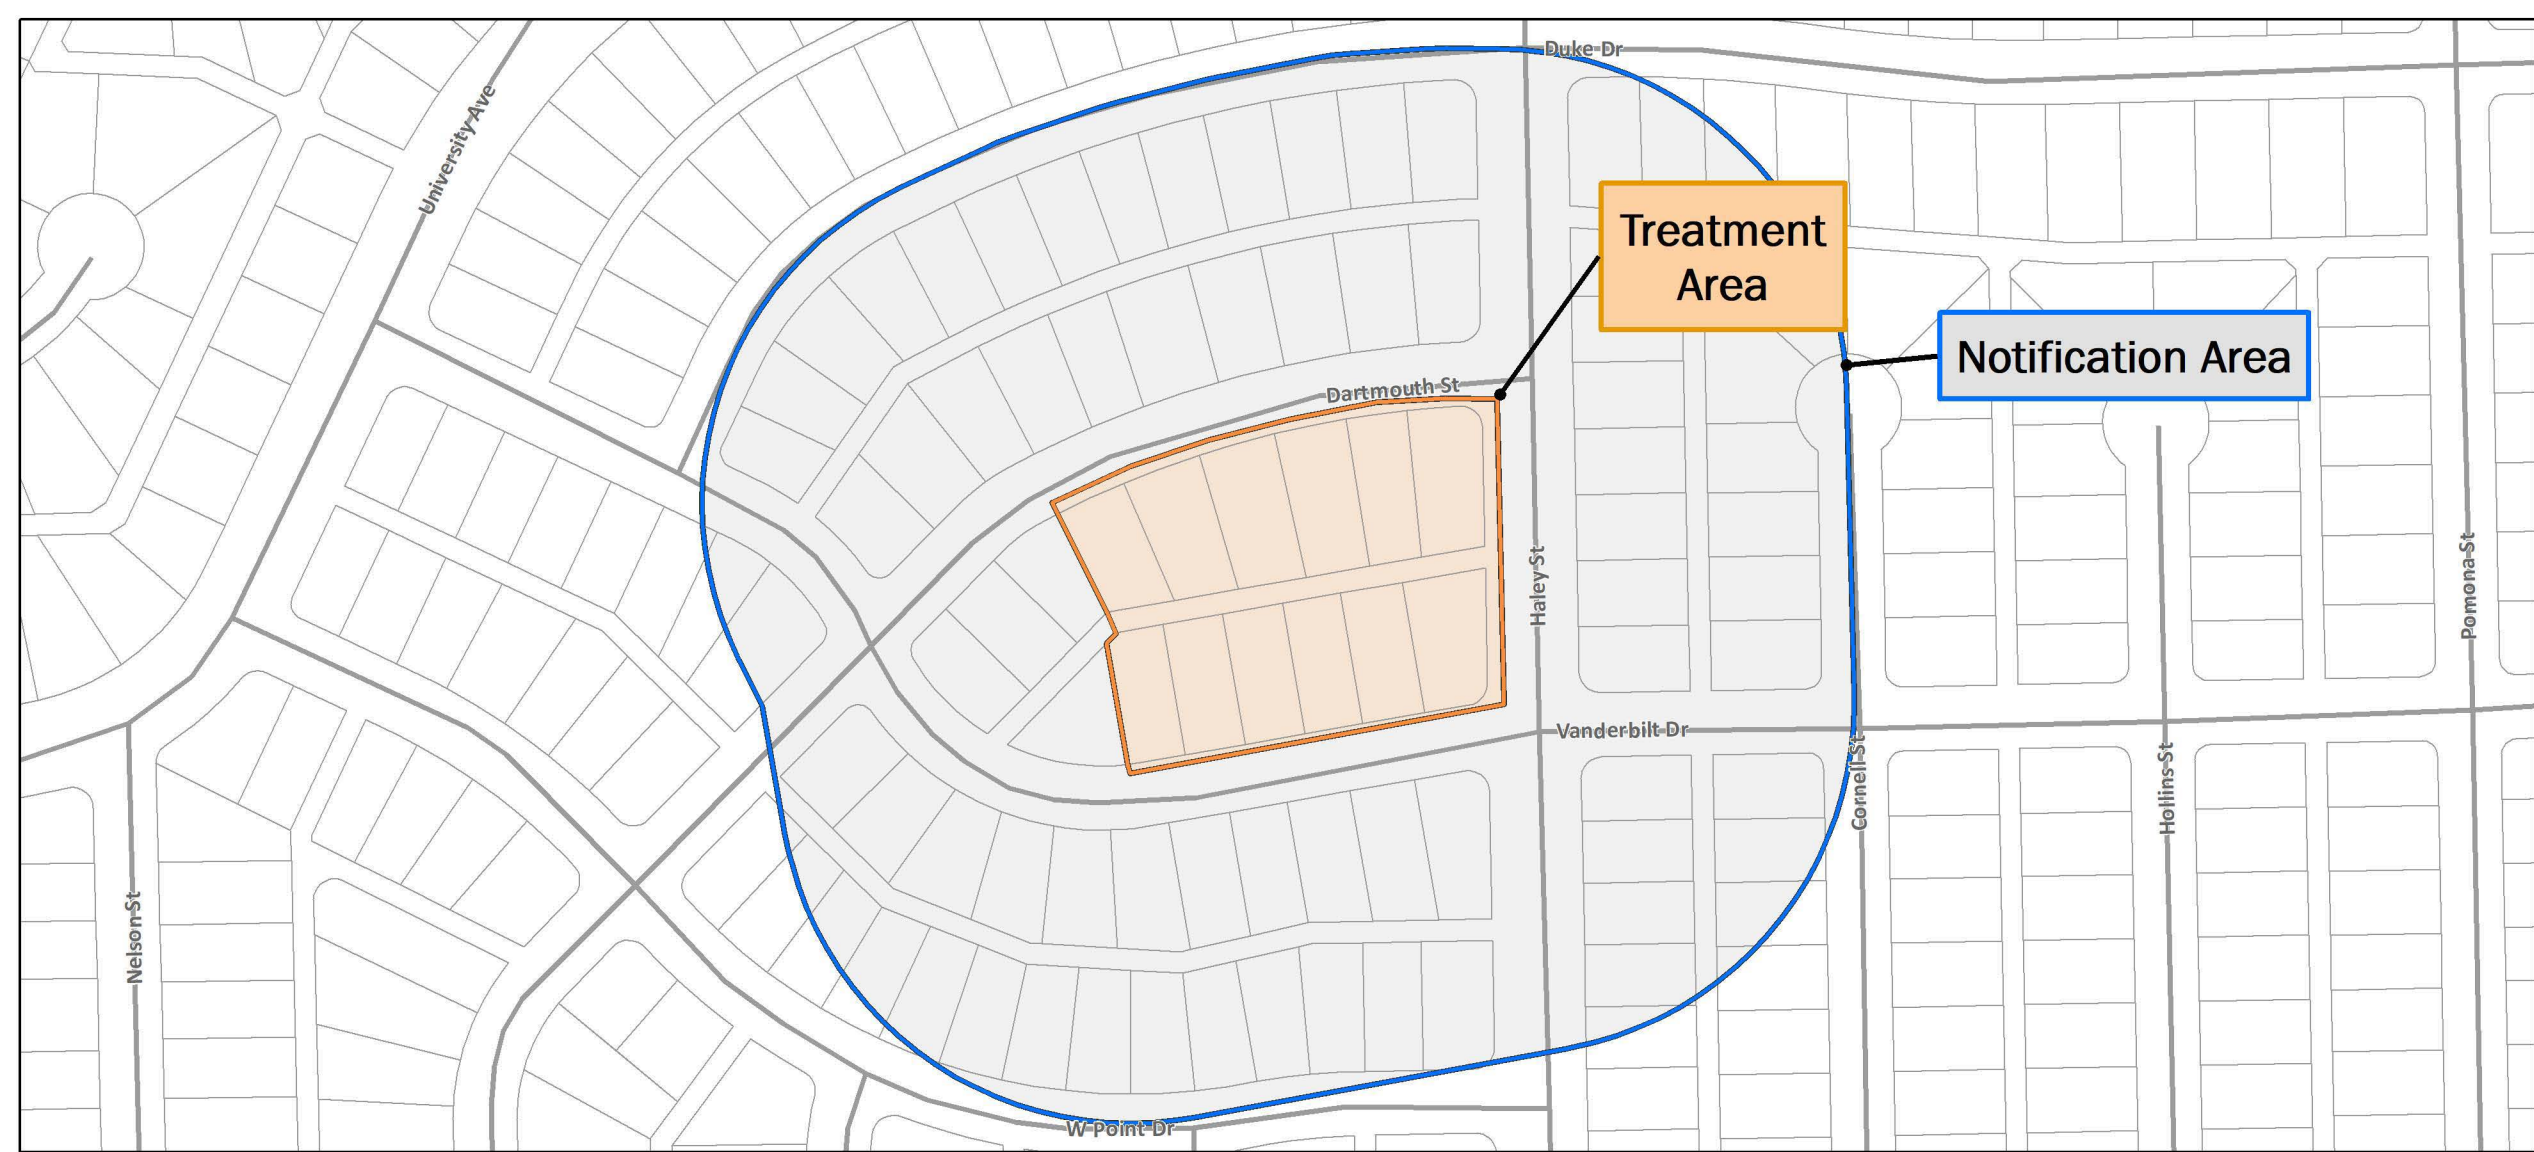 Duke Dr
University Ave
Treatment
Area
Notification Area
Dartmouth St
Haley St
Pomona St
Vanderbilt Dr
Cornell St
Hollins St
Nelson St
W Point Dr